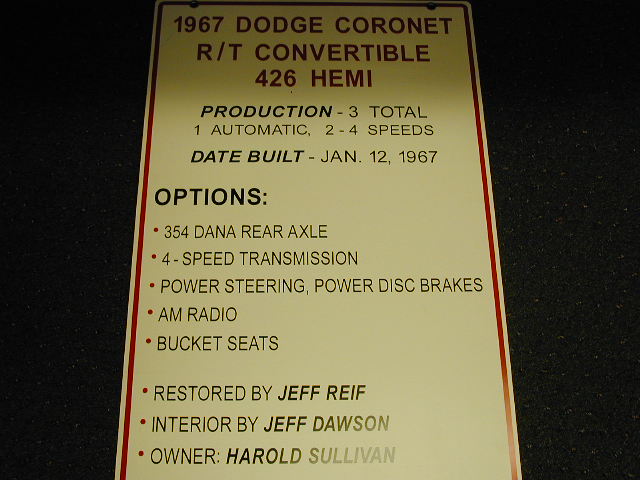 1967 DODGE CORONET
R/T CONVERTIBLE
426 HEMI
PRODUCTION - 3 TOTAL
1 AUTOMATIC, 2 - 4 SPEEDS
DATE BUILT - JAN. 12, 1967
OPTIONS:
• 354 DANA REAR AXLE
• 4 - SPEED TRANSMISSION
• POWER STEERING, POWER DISC BRAKES
• AM RADIO
• BUCKET SEATS
• RESTORED BY JEFF REIF
• INTERIOR BY JEFF DAWSON
• OWNER: HAROLD SULLIVAN